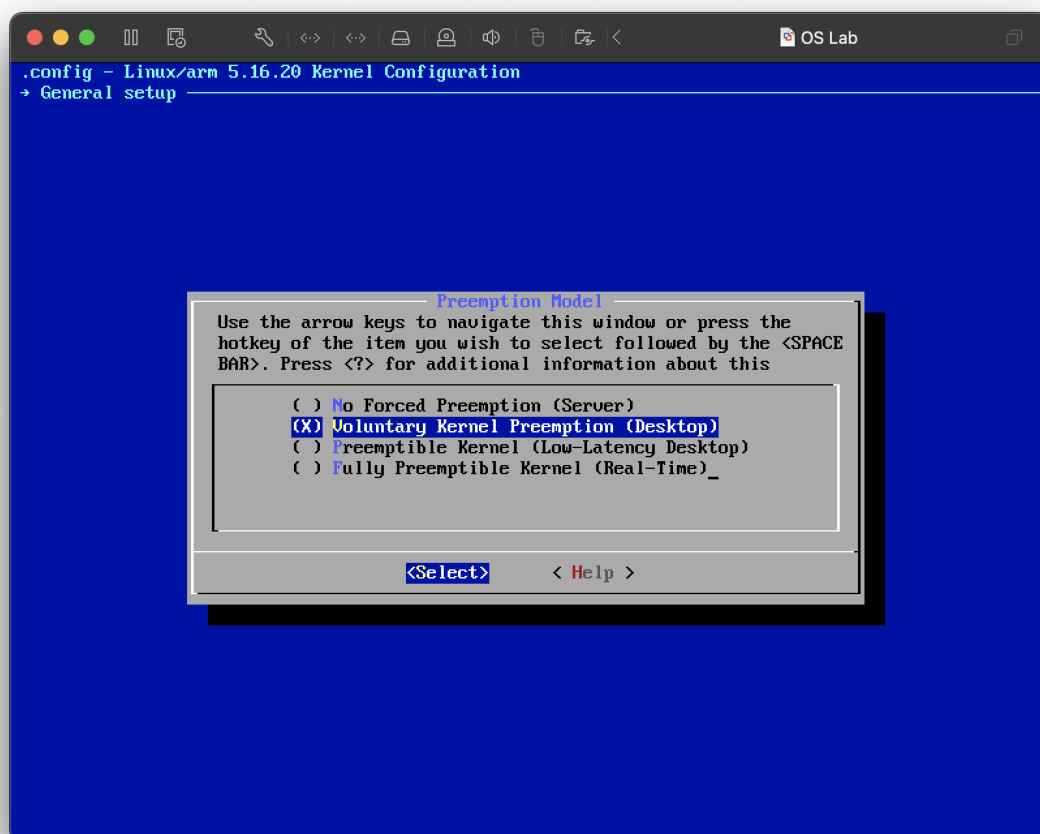 OS Lab
.config - Linux/arm 5.16.20 Kernel Configuration
→ General setup
Preemption Model
Use the arrow keys to navigate this window or press the
hotkey of the item you wish to select followed by the <SPACE
BAR>. Press <?> for additional information about this
( ) No Forced Preemption (Server)
(X) Voluntary Kernel Preemption (Desktop)
( ) Preemptible Kernel (Low-Latency Desktop)
( ) Fully Preemptible Kernel (Real-Time)_
<Select> < Help >